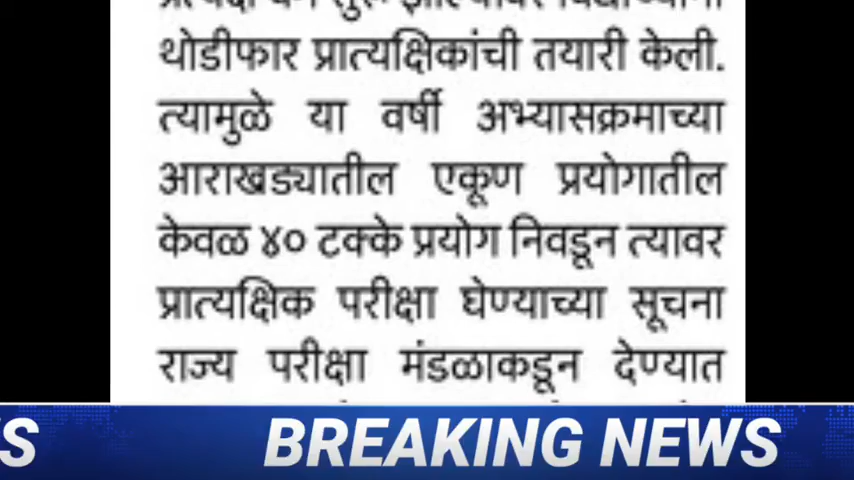 थोडीफार प्रात्यक्षिकांची तयारी केली.
त्यामुळे या वर्षी अभ्यासक्रमाच्या
आराखड्यातील एकूण प्रयोगातील
केवळ ४० टक्के प्रयोग निवडून त्यावर
प्रात्यक्षिक परीक्षा घेण्याच्या सूचना
राज्य परीक्षा मंडळाकडून देण्यात
S BREAKING NEWS